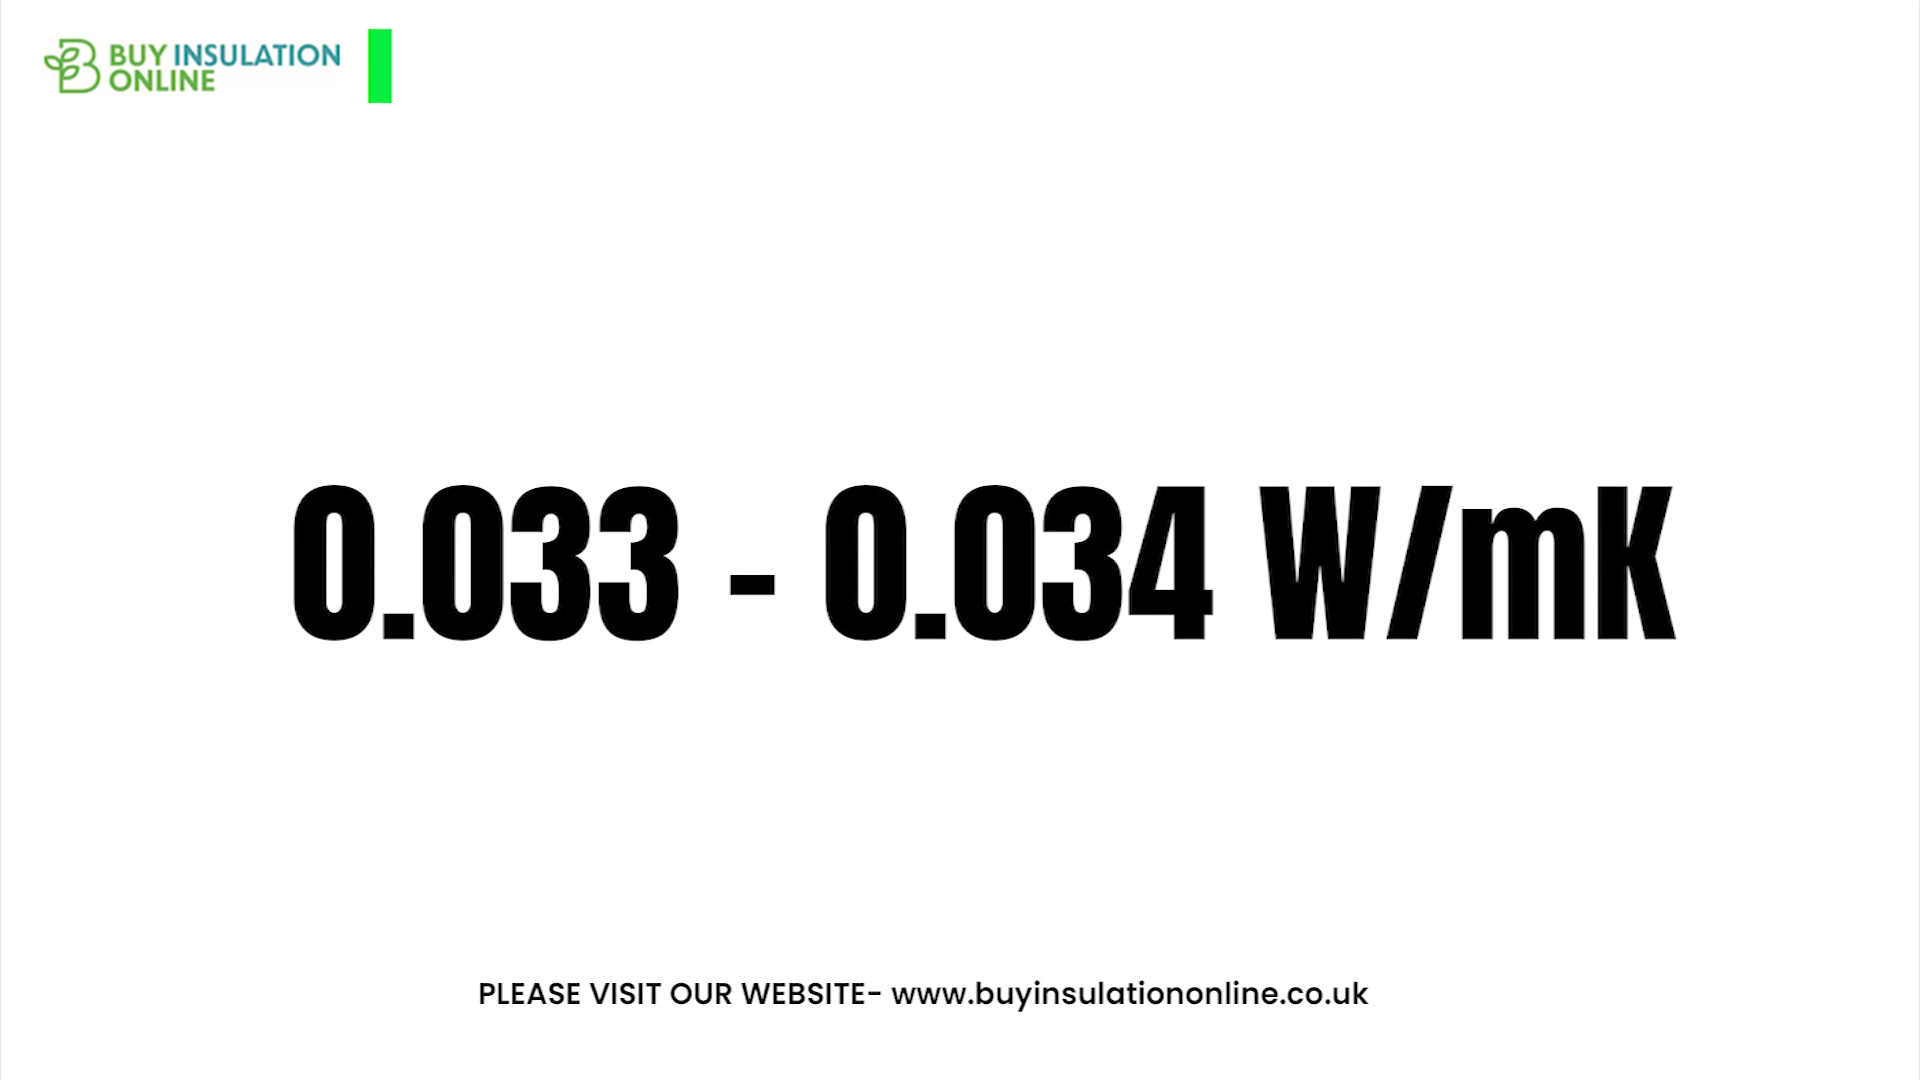 BUY INSULATION
ONLINE
0.033 - 0.034 W/mK
PLEASE VISIT OUR WEBSITE- www.buyinsulationonline.co.uk